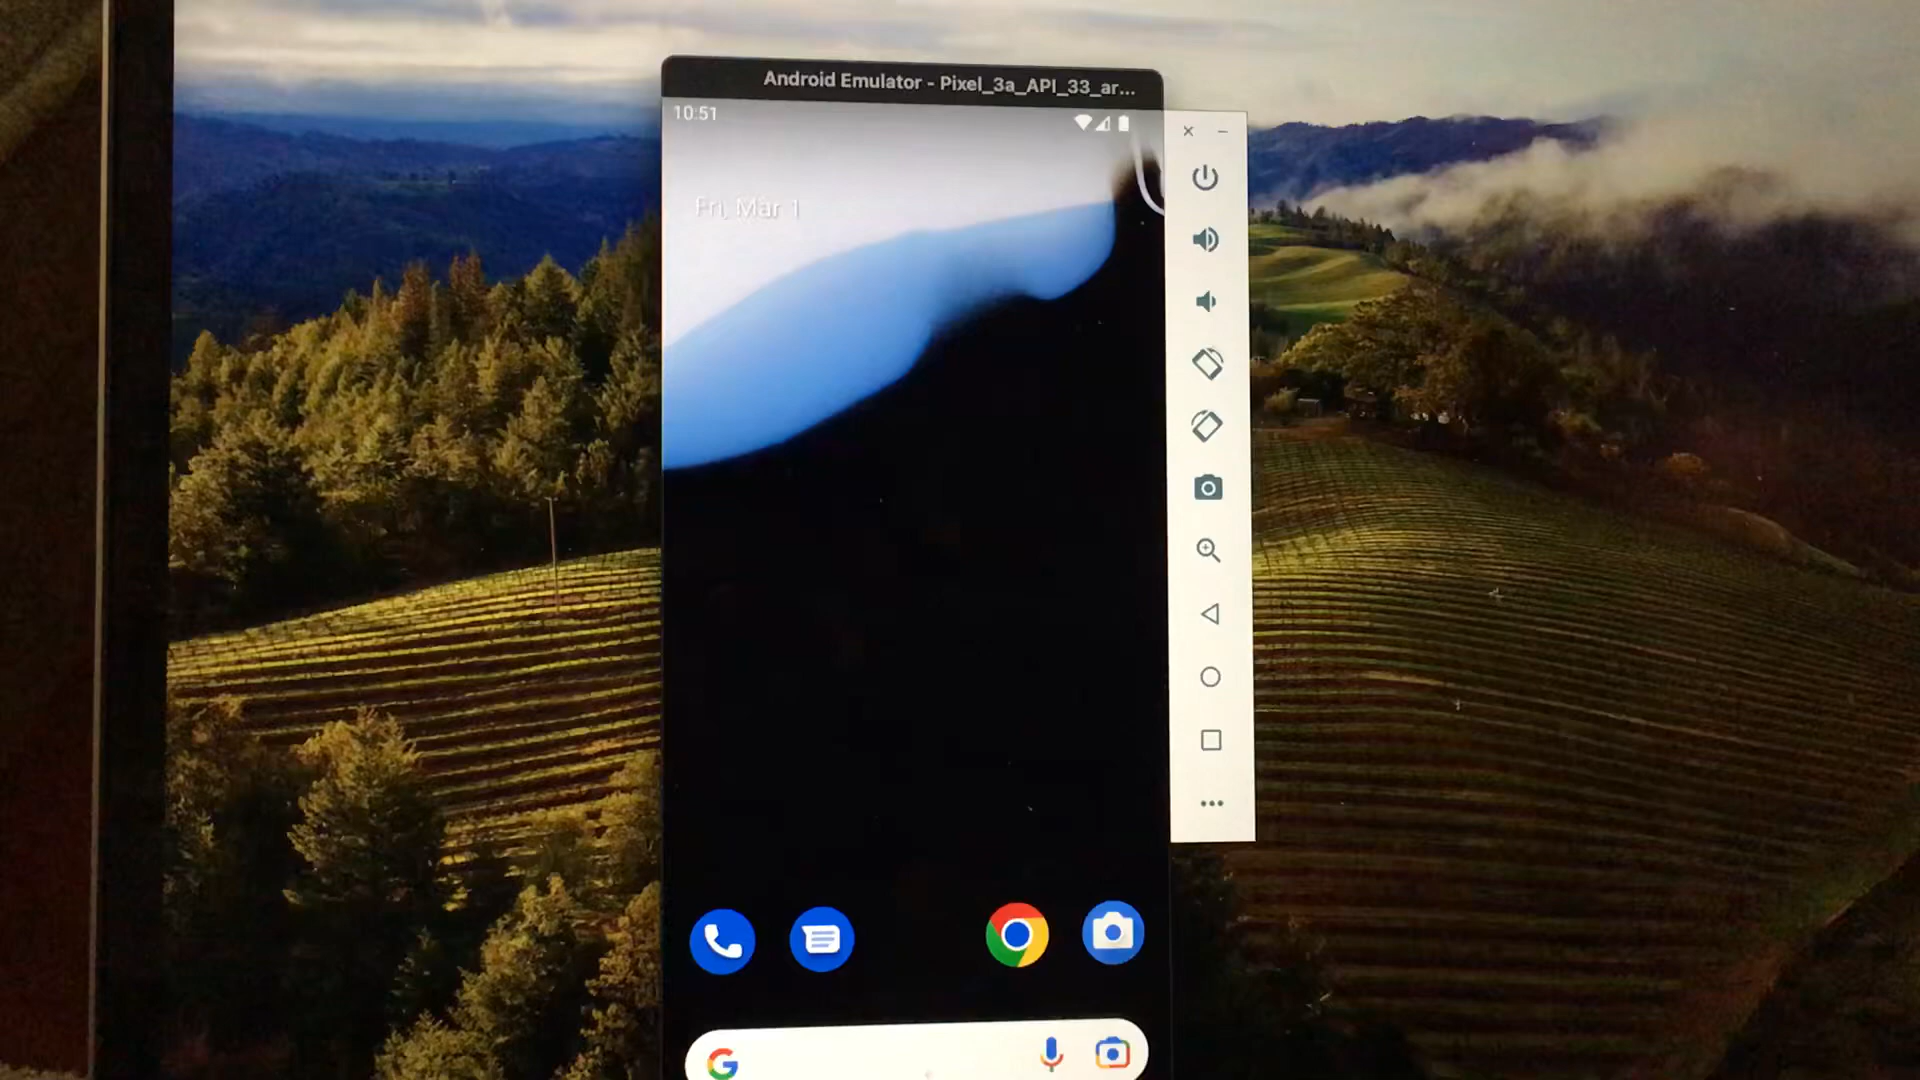 Android Emulator - Pixel_3a_API_33_ar...
10:51
Fri, Mar 1